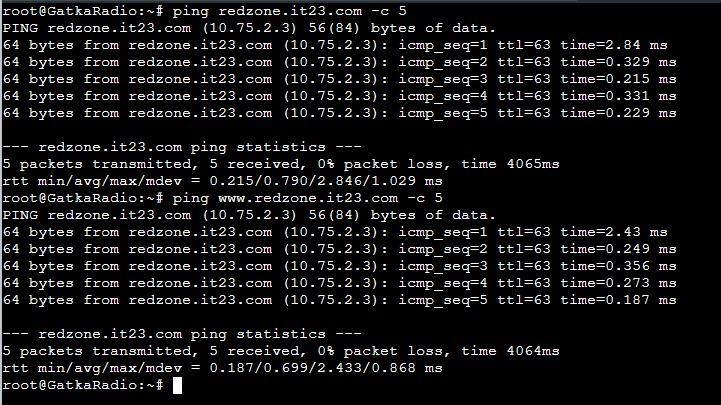 root@GatkaRadio:~# ping redzone.it23.com -c 5
PING redzone.it23.com (10.75.2.3) 56(84) bytes of data.
64 bytes from redzone.it23.com (10.75.2.3): icmp_seq=1 ttl=63 time=2.84 ms
64 bytes from redzone.it23.com (10.75.2.3): icmp_seq=2 ttl=63 time=0.329 ms
64 bytes from redzone.it23.com (10.75.2.3): icmp_seq=3 ttl=63 time=0.215 ms
64 bytes from redzone.it23.com (10.75.2.3): icmp_seq=4 ttl=63 time=0.331 ms
64 bytes from redzone.it23.com (10.75.2.3): icmp_seq=5 ttl=63 time=0.229 ms
--- redzone.it23.com ping statistics ---
5 packets transmitted, 5 received, 0% packet loss, time 4065ms
rtt min/avg/max/mdev = 0.215/0.790/2.846/1.029 ms
root@GatkaRadio:~# ping www.redzone.it23.com -c 5
PING redzone.it23.com (10.75.2.3) 56(84) bytes of data.
64 bytes from redzone.it23.com (10.75.2.3): icmp_seq=1 ttl=63 time=2.43 ms
64 bytes from redzone.it23.com (10.75.2.3): icmp_seq=2 ttl=63 time=0.249 ms
64 bytes from redzone.it23.com (10.75.2.3): icmp_seq=3 ttl=63 time=0.356 ms
64 bytes from redzone.it23.com (10.75.2.3): icmp_seq=4 ttl=63 time=0.273 ms
64 bytes from redzone.it23.com (10.75.2.3): icmp_seq=5 ttl=63 time=0.187 ms
--- redzone.it23.com ping statistics ---
5 packets transmitted, 5 received, 0% packet loss, time 4064ms
rtt min/avg/max/mdev = 0.187/0.699/2.433/0.868 ms
root@GatkaRadio:~#